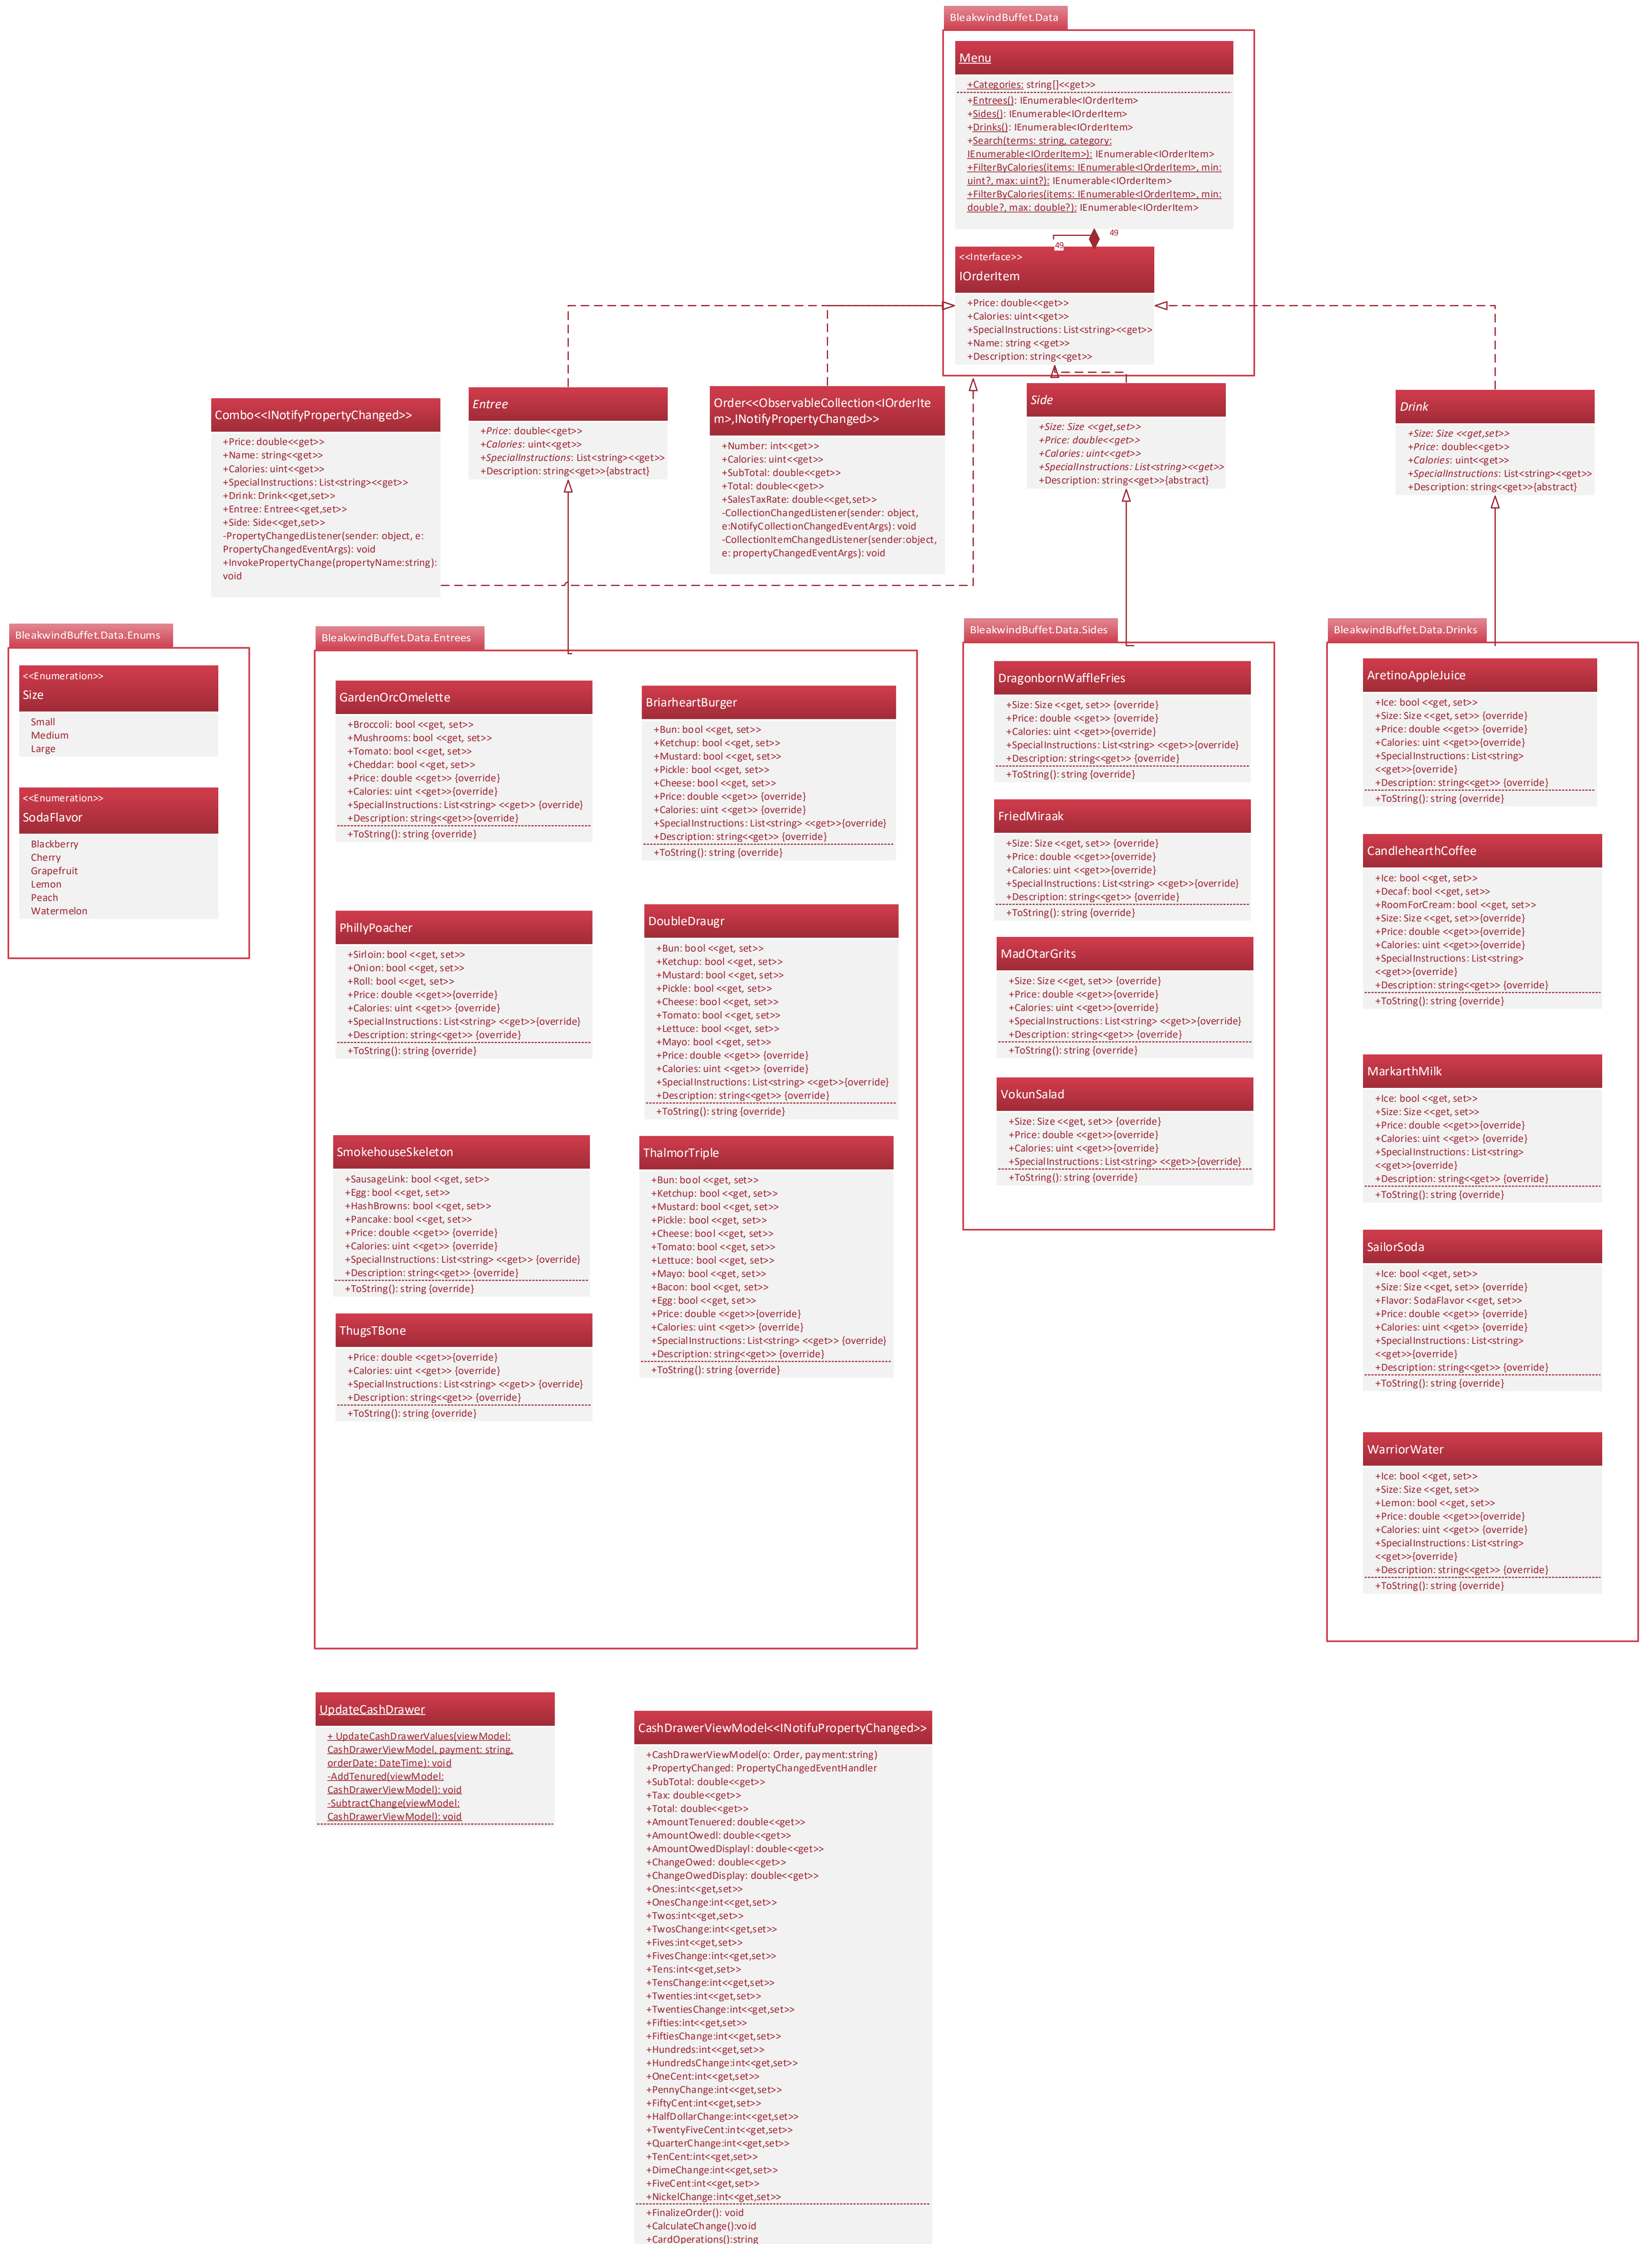 BleakwindBuffet.Data
Menu
+Categories: string[]<<get>>
+Entrees(): IEnumerable<IOrderItem>
+Sides(): IEnumerable<IOrderItem>
+Drinks(): IEnumerable<IOrderItem>
+Search(terms: string, category:
IEnumerable<IOrderItem>): IEnumerable<IOrderItem>
+FilterByCalories(items: IEnumerable<IOrderItem>, min:
uint?, max: uint?): IEnumerable<IOrderItem>
+FilterByCalories(items: IEnumerable<IOrderItem>, min:
double?, max: double?): IEnumerable<IOrderItem>
49
49
<<Interface>>
IOrderItem
+Price: double<<get>>
+Calories: uint<<get>>
+SpecialInstructions: List<string><<get>>
+Name: string <<get>>
+Description: string<<get>>
Combo<<INotifyPropertyChanged>>
+Price: double<<get>>
+Name: string<<get>>
+Calories: uint<<get>>
+SpecialInstructions: List<string><<get>>
+Drink: Drink<<get,set>>
+Entree: Entree<<get,set>>
+Side: Side<<get,set>>
-PropertyChangedListener(sender: object, e:
PropertyChangedEventArgs): void
+InvokePropertyChange(propertyName:string):
void
Entree
+Price: double<<get>>
+Calories: uint<<get>>
+SpecialInstructions: List<string><<get>>
+Description: string<<get>>{abstract}
Order<<ObservableCollection<IOrderIte
m>,INotifyPropertyChanged>>
+Number: int<<get>>
+Calories: uint<<get>>
+SubTotal: double<<get>>
+Total: double<<get>>
+SalesTaxRate: double<<get,set>>
-CollectionChangedListener(sender: object,
e:NotifyCollectionChangedEventArgs): void
-CollectionItemChangedListener(sender:object,
e: propertyChangedEventArgs): void
Side
+Size: Size <<get,set>>
+Price: double<<get>>
+Calories: uint<<get>>
+SpecialInstructions: List<string><<get>>
+Description: string<<get>>{abstract}
Drink
+Size: Size <<get,set>>
+Price: double<<get>>
+Calories: uint<<get>>
+SpecialInstructions: List<string><<get>>
+Description: string<<get>>{abstract}
BleakwindBuffet.Data.Enums
<<Enumeration>>
Size
Small
Medium
Large
<<Enumeration>>
SodaFlavor
Blackberry
Cherry
Grapefruit
Lemon
Peach
Watermelon
BleakwindBuffet.Data.Entrees
GardenOrcOmelette
+Broccoli: bool <<get, set>>
+Mushrooms: bool <<get, set>>
+Tomato: bool <<get, set>>
+Cheddar: bool <<get, set>>
+Price: double <<get>> {override}
+Calories: uint <<get>>{override}
+SpecialInstructions: List<string> <<get>> {override}
+Description: string<<get>>{override}
+ToString(): string {override}
PhillyPoacher
+Sirloin: bool <<get, set>>
+Onion: bool <<get, set>>
+Roll: bool <<get, set>>
+Price: double <<get>>{override}
+Calories: uint <<get>> {override}
+SpecialInstructions: List<string> <<get>>{override}
+Description: string<<get>> {override}
+ToString(): string {override}
SmokehouseSkeleton
+SausageLink: bool <<get, set>>
+Egg: bool <<get, set>>
+HashBrowns: bool <<get, set>>
+Pancake: bool <<get, set>>
+Price: double <<get>> {override}
+Calories: uint <<get>> {override}
+SpecialInstructions: List<string> <<get>> {override}
+Description: string<<get>> {override}
+ToString(): string {override}
ThugsTBone
+Price: double <<get>>{override}
+Calories: uint <<get>> {override}
+SpecialInstructions: List<string> <<get>> {override}
+Description: string<<get>> {override}
+ToString(): string {override}
BriarheartBurger
+Bun: bool <<get, set>>
+Ketchup: bool <<get, set>>
+Mustard: bool <<get, set>>
+Pickle: bool <<get, set>>
+Cheese: bool <<get, set>>
+Price: double <<get>> {override}
+Calories: uint <<get>> {override}
+SpecialInstructions: List<string> <<get>>{override}
+Description: string<<get>> {override}
+ToString(): string {override}
DoubleDraugr
+Bun: bool <<get, set>>
+Ketchup: bool <<get, set>>
+Mustard: bool <<get, set>>
+Pickle: bool <<get, set>>
+Cheese: bool <<get, set>>
+Tomato: bool <<get, set>>
+Lettuce: bool <<get, set>>
+Mayo: bool <<get, set>>
+Price: double <<get>> {override}
+Calories: uint <<get>> {override}
+SpecialInstructions: List<string> <<get>>{override}
+Description: string<<get>> {override}
+ToString(): string {override}
ThalmorTriple
+Bun: bool <<get, set>>
+Ketchup: bool <<get, set>>
+Mustard: bool <<get, set>>
+Pickle: bool <<get, set>>
+Cheese: bool <<get, set>>
+Tomato: bool <<get, set>>
+Lettuce: bool <<get, set>>
+Mayo: bool <<get, set>>
+Bacon: bool <<get, set>>
+Egg: bool <<get, set>>
+Price: double <<get>>{override}
+Calories: uint <<get>> {override}
+SpecialInstructions: List<string> <<get>> {override}
+Description: string<<get>> {override}
+ToString(): string {override}
BleakwindBuffet.Data.Sides
DragonbornWaffleFries
+Size: Size <<get, set>> {override}
+Price: double <<get>> {override}
+Calories: uint <<get>> {override}
+SpecialInstructions: List<string> <<get>>{override}
+Description: string<<get>> {override}
+ToString(): string {override}
FriedMiraak
+Size: Size <<get, set>> {override}
+Price: double <<get>>{override}
+Calories: uint <<get>>{override}
+SpecialInstructions: List<string> <<get>>{override}
+Description: string<<get>> {override}
+ToString(): string {override}
MadOtarGrits
+Size: Size <<get, set>> {override}
+Price: double <<get>>{override}
+Calories: uint <<get>>{override}
+SpecialInstructions: List<string> <<get>>{override}
+Description: string<<get>> {override}
+ToString(): string {override}
VokunSalad
+Size: Size <<get, set>> {override}
+Price: double <<get>>{override}
+Calories: uint <<get>>{override}
+SpecialInstructions: List<string> <<get>>{override}
+ToString(): string {override}
BleakwindBuffet.Data.Drinks
AretinoAppleJuice
+Ice: bool <<get, set>>
+Size: Size <<get, set>> {override}
+Price: double <<get>> {override}
+Calories: uint <<get>>{override}
+SpecialInstructions: List<string>
<<get>>{override}
+Description: string<<get>> {override}
+ToString(): string {override}
CandlehearthCoffee
+Ice: bool <<get, set>>
+Decaf: bool <<get, set>>
+RoomForCream: bool <<get, set>>
+Size: Size <<get, set>>{override}
+Price: double <<get>>{override}
+Calories: uint <<get>>{override}
+SpecialInstructions: List<string>
<<get>>{override}
+Description: string<<get>>{override}
+ToString(): string {override}
MarkarthMilk
+Ice: bool <<get, set>>
+Size: Size <<get, set>>
+Price: double <<get>>{override}
+Calories: uint <<get>> {override}
+SpecialInstructions: List<string>
<<get>>{override}
+Description: string<<get>> {override}
+ToString(): string {override}
SailorSoda
+Ice: bool <<get, set>>
+Size: Size <<get, set>> {override}
+Flavor: SodaFlavor <<get, set>>
+Price: double <<get>> {override}
+Calories: uint <<get>> {override}
+SpecialInstructions: List<string>
<<get>>{override}
+Description: string<<get>> {override}
+ToString(): string {override}
WarriorWater
+Ice: bool <<get, set>>
+Size: Size <<get, set>>
+Lemon: bool <<get, set>>
+Price: double <<get>>{override}
+Calories: uint <<get>> {override}
+SpecialInstructions: List<string>
<<get>>{override}
+Description: string<<get>> {override}
+ToString(): string {override}
UpdateCashDrawer
+ UpdateCashDrawerValues(viewModel:
CashDrawerViewModel, payment: string,
orderDate: DateTime): void
-AddTenured(viewModel:
CashDrawerViewModel): void
-SubtractChange(viewModel:
CashDrawerViewModel): void
CashDrawerViewModel<<INotifuPropertyChanged>>
+CashDrawerViewModel(o: Order, payment:string)
+PropertyChanged: PropertyChangedEventHandler
+SubTotal: double<<get>>
+Tax: double<<get>>
+Total: double<<get>>
+AmountTenuered: double<<get>>
+AmountOwedl: double<<get>>
+AmountOwedDisplayl: double<<get>>
+ChangeOwed: double<<get>>
+ChangeOwedDisplay: double<<get>>
+Ones:int<<get,set>>
+OnesChange:int<<get,set>>
+Twos:int<<get,set>>
+TwosChange:int<<get,set>>
+Fives:int<<get,set>>
+FivesChange:int<<get,set>>
+Tens:int<<get,set>>
+TensChange:int<<get,set>>
+Twenties:int<<get,set>>
+TwentiesChange:int<<get,set>>
+Fifties:int<<get,set>>
+FiftiesChange:int<<get,set>>
+Hundreds:int<<get,set>>
+HundredsChange:int<<get,set>>
+OneCent:int<<get,set>>
+PennyChange:int<<get,set>>
+FiftyCent:int<<get,set>>
+HalfDollarChange:int<<get,set>>
+TwentyFiveCent:int<<get,set>>
+QuarterChange:int<<get,set>>
+TenCent:int<<get,set>>
+DimeChange:int<<get,set>>
+FiveCent:int<<get,set>>
+NickelChange:int<<get,set>>
+FinalizeOrder(): void
+CalculateChange():void
+CardOperations():string